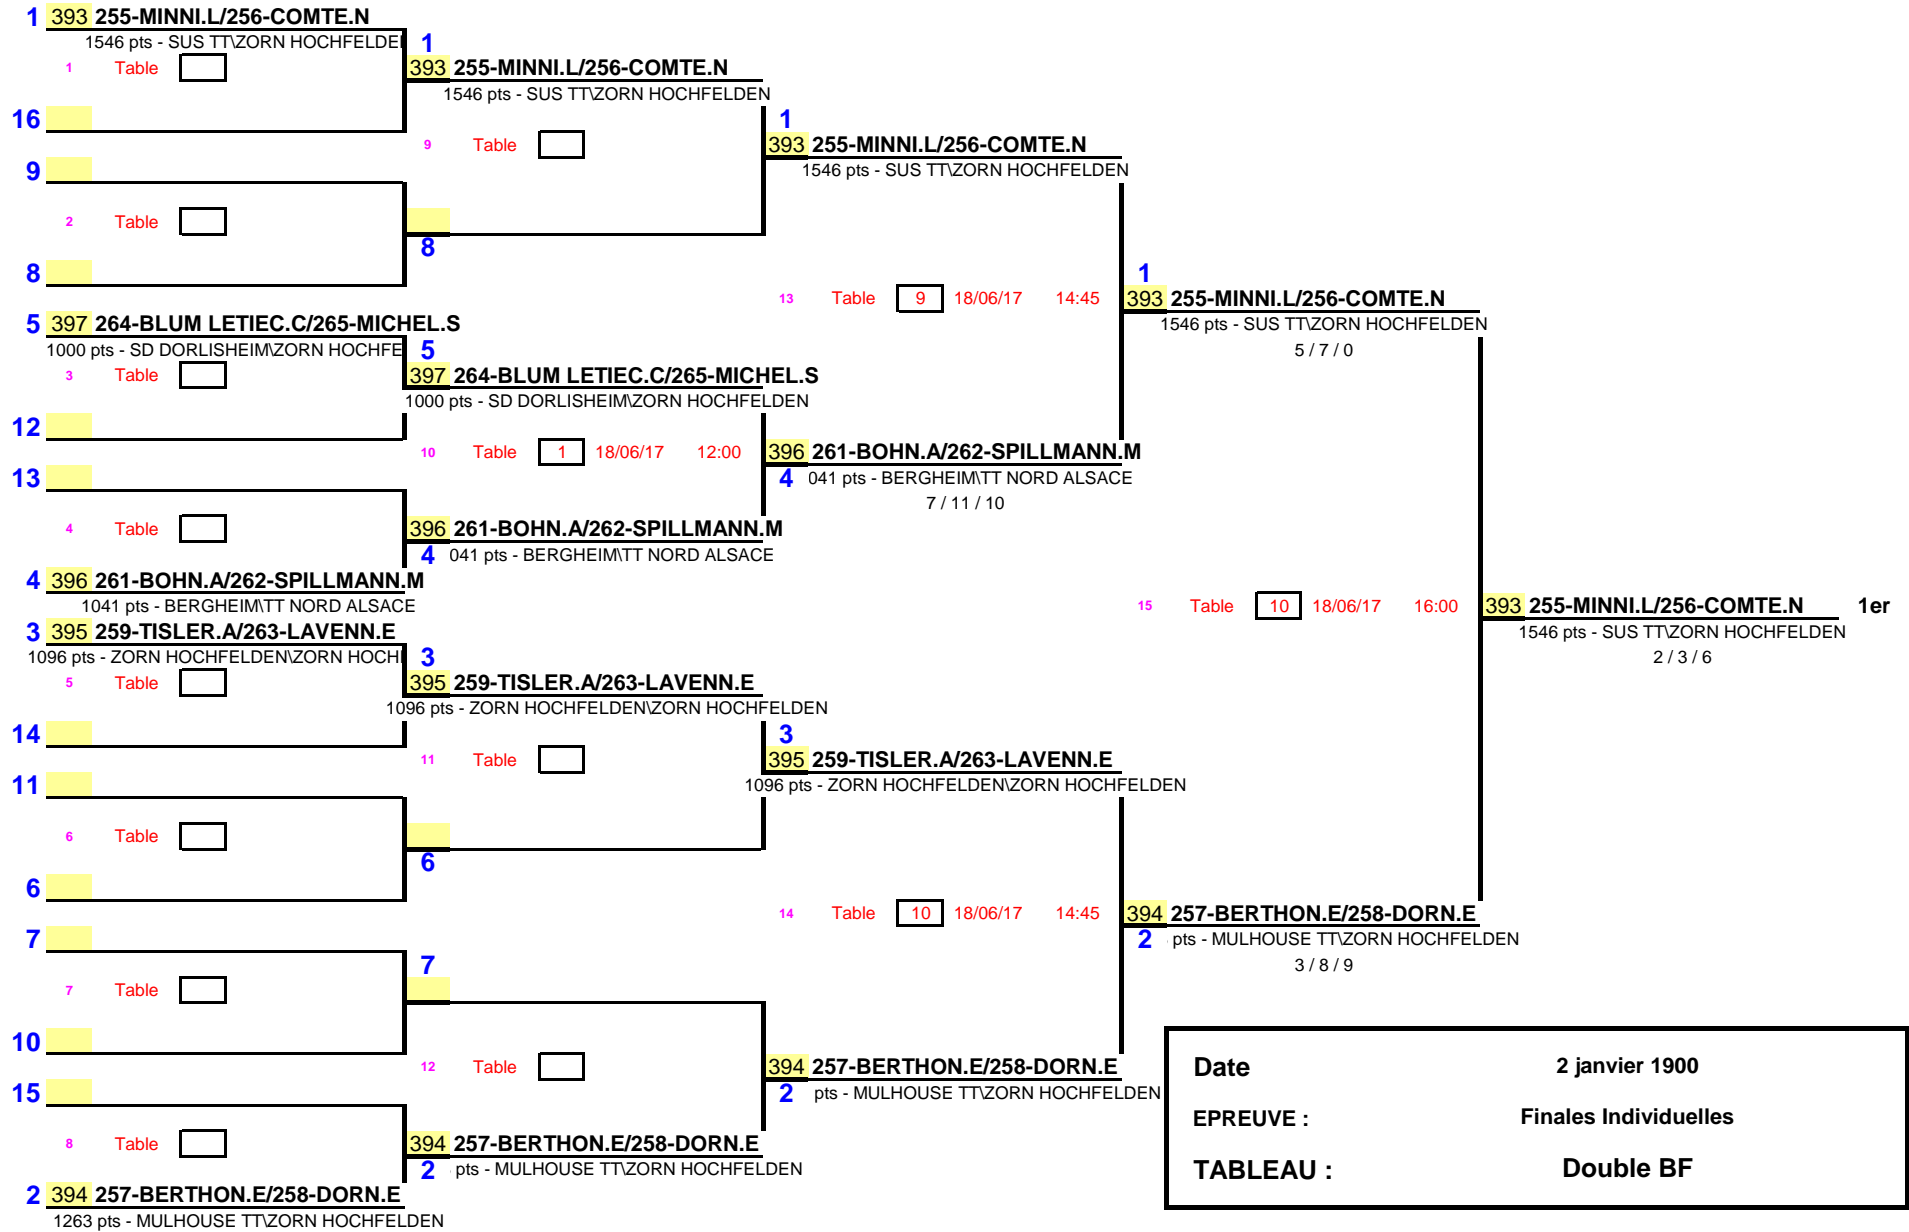 1 393 255-MINNI.L/256-COMTE.N
1546 pts - SUS TT\ZORN HOCHFELDE
1 Table
16
9
2 Table
8
5 397 264-BLUM LETIEC.C/265-MICHEL.S
1000 pts - SD DORLISHEIM\ZORN HOCHFE
3 Table
12
13
4 Table
4 396 261-BOHN.A/262-SPILLMANN.M
1041 pts - BERGHEIM\TT NORD ALSACE
3 395 259-TISLER.A/263-LAVENN.E
1096 pts - ZORN HOCHFELDEN\ZORN HOCH
5 Table
14
11
6 Table
6
7
7 Table
10
15
8 Table
2 394 257-BERTHON.E/258-DORN.E
1263 pts - MULHOUSE TT\ZORN HOCHFELDEN
1
393 255-MINNI.L/256-COMTE.N
1546 pts - SUS TT\ZORN HOCHFELDEN
9 Table
8
5
397 264-BLUM LETIEC.C/265-MICHEL.S
1000 pts - SD DORLISHEIM\ZORN HOCHFELDEN
10 Table 1 18/06/17 12:00
396 261-BOHN.A/262-SPILLMANN.M
4 041 pts - BERGHEIM\TT NORD ALSACE
3
395 259-TISLER.A/263-LAVENN.E
1096 pts - ZORN HOCHFELDEN\ZORN HOCHFELDEN
11 Table
6
7
12 Table
394 257-BERTHON.E/258-DORN.E
2 pts - MULHOUSE TT\ZORN HOCHFELDEN
1
393 255-MINNI.L/256-COMTE.N
1546 pts - SUS TT\ZORN HOCHFELDEN
13 Table 9 18/06/17 14:45
396 261-BOHN.A/262-SPILLMANN.M
4 041 pts - BERGHEIM\TT NORD ALSACE
7 / 11 / 10
3
395 259-TISLER.A/263-LAVENN.E
1096 pts - ZORN HOCHFELDEN\ZORN HOCHFELDEN
14 Table 10 18/06/17 14:45
394 257-BERTHON.E/258-DORN.E
2 pts - MULHOUSE TT\ZORN HOCHFELDEN
1
393 255-MINNI.L/256-COMTE.N
1546 pts - SUS TT\ZORN HOCHFELDEN
5 / 7 / 0
15 Table 10 18/06/17 16:00
394 257-BERTHON.E/258-DORN.E
2 pts - MULHOUSE TT\ZORN HOCHFELDEN
3 / 8 / 9
393 255-MINNI.L/256-COMTE.N 1er
1546 pts - SUS TT\ZORN HOCHFELDEN
2 / 3 / 6
Date 2 janvier 1900
EPREUVE : Finales Individuelles
TABLEAU : Double BF